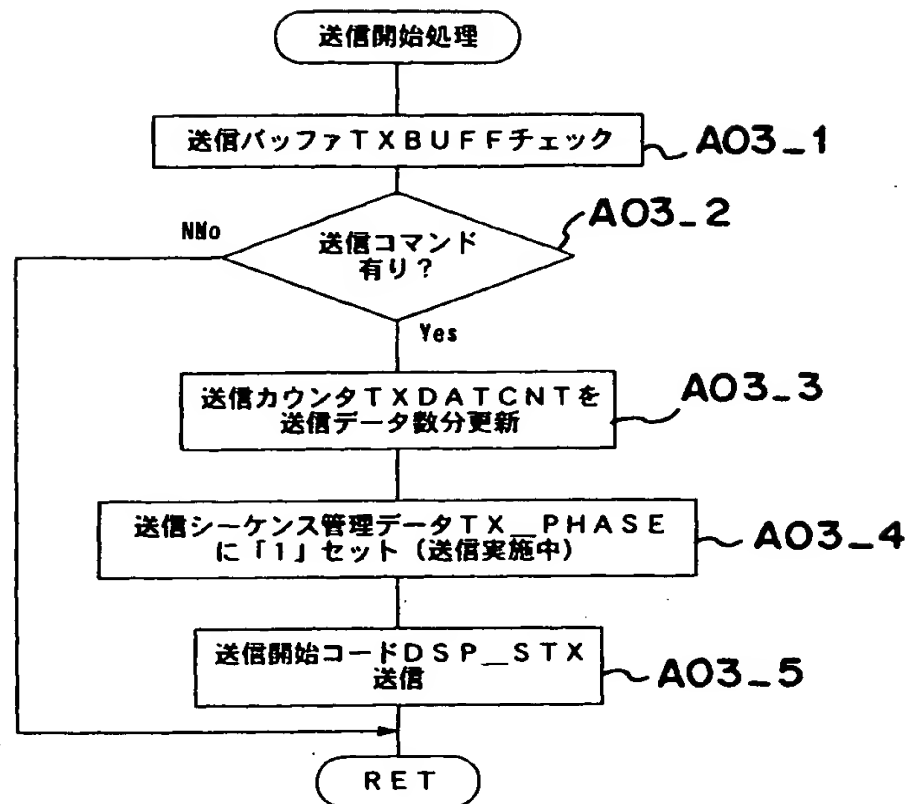 送信開始処理
送信バッファTXBUFFチェック
A03_1
A03_2
No
送信コマンド
有り？
Yes
送信カウンタTXDATCNTを
送信データ数分更新
A03_3
送信シーケンス管理データTX_PHASE
に「1」セット（送信実施中）
A03_4
送信開始コードDSP_STX
送信
A03_5
RET